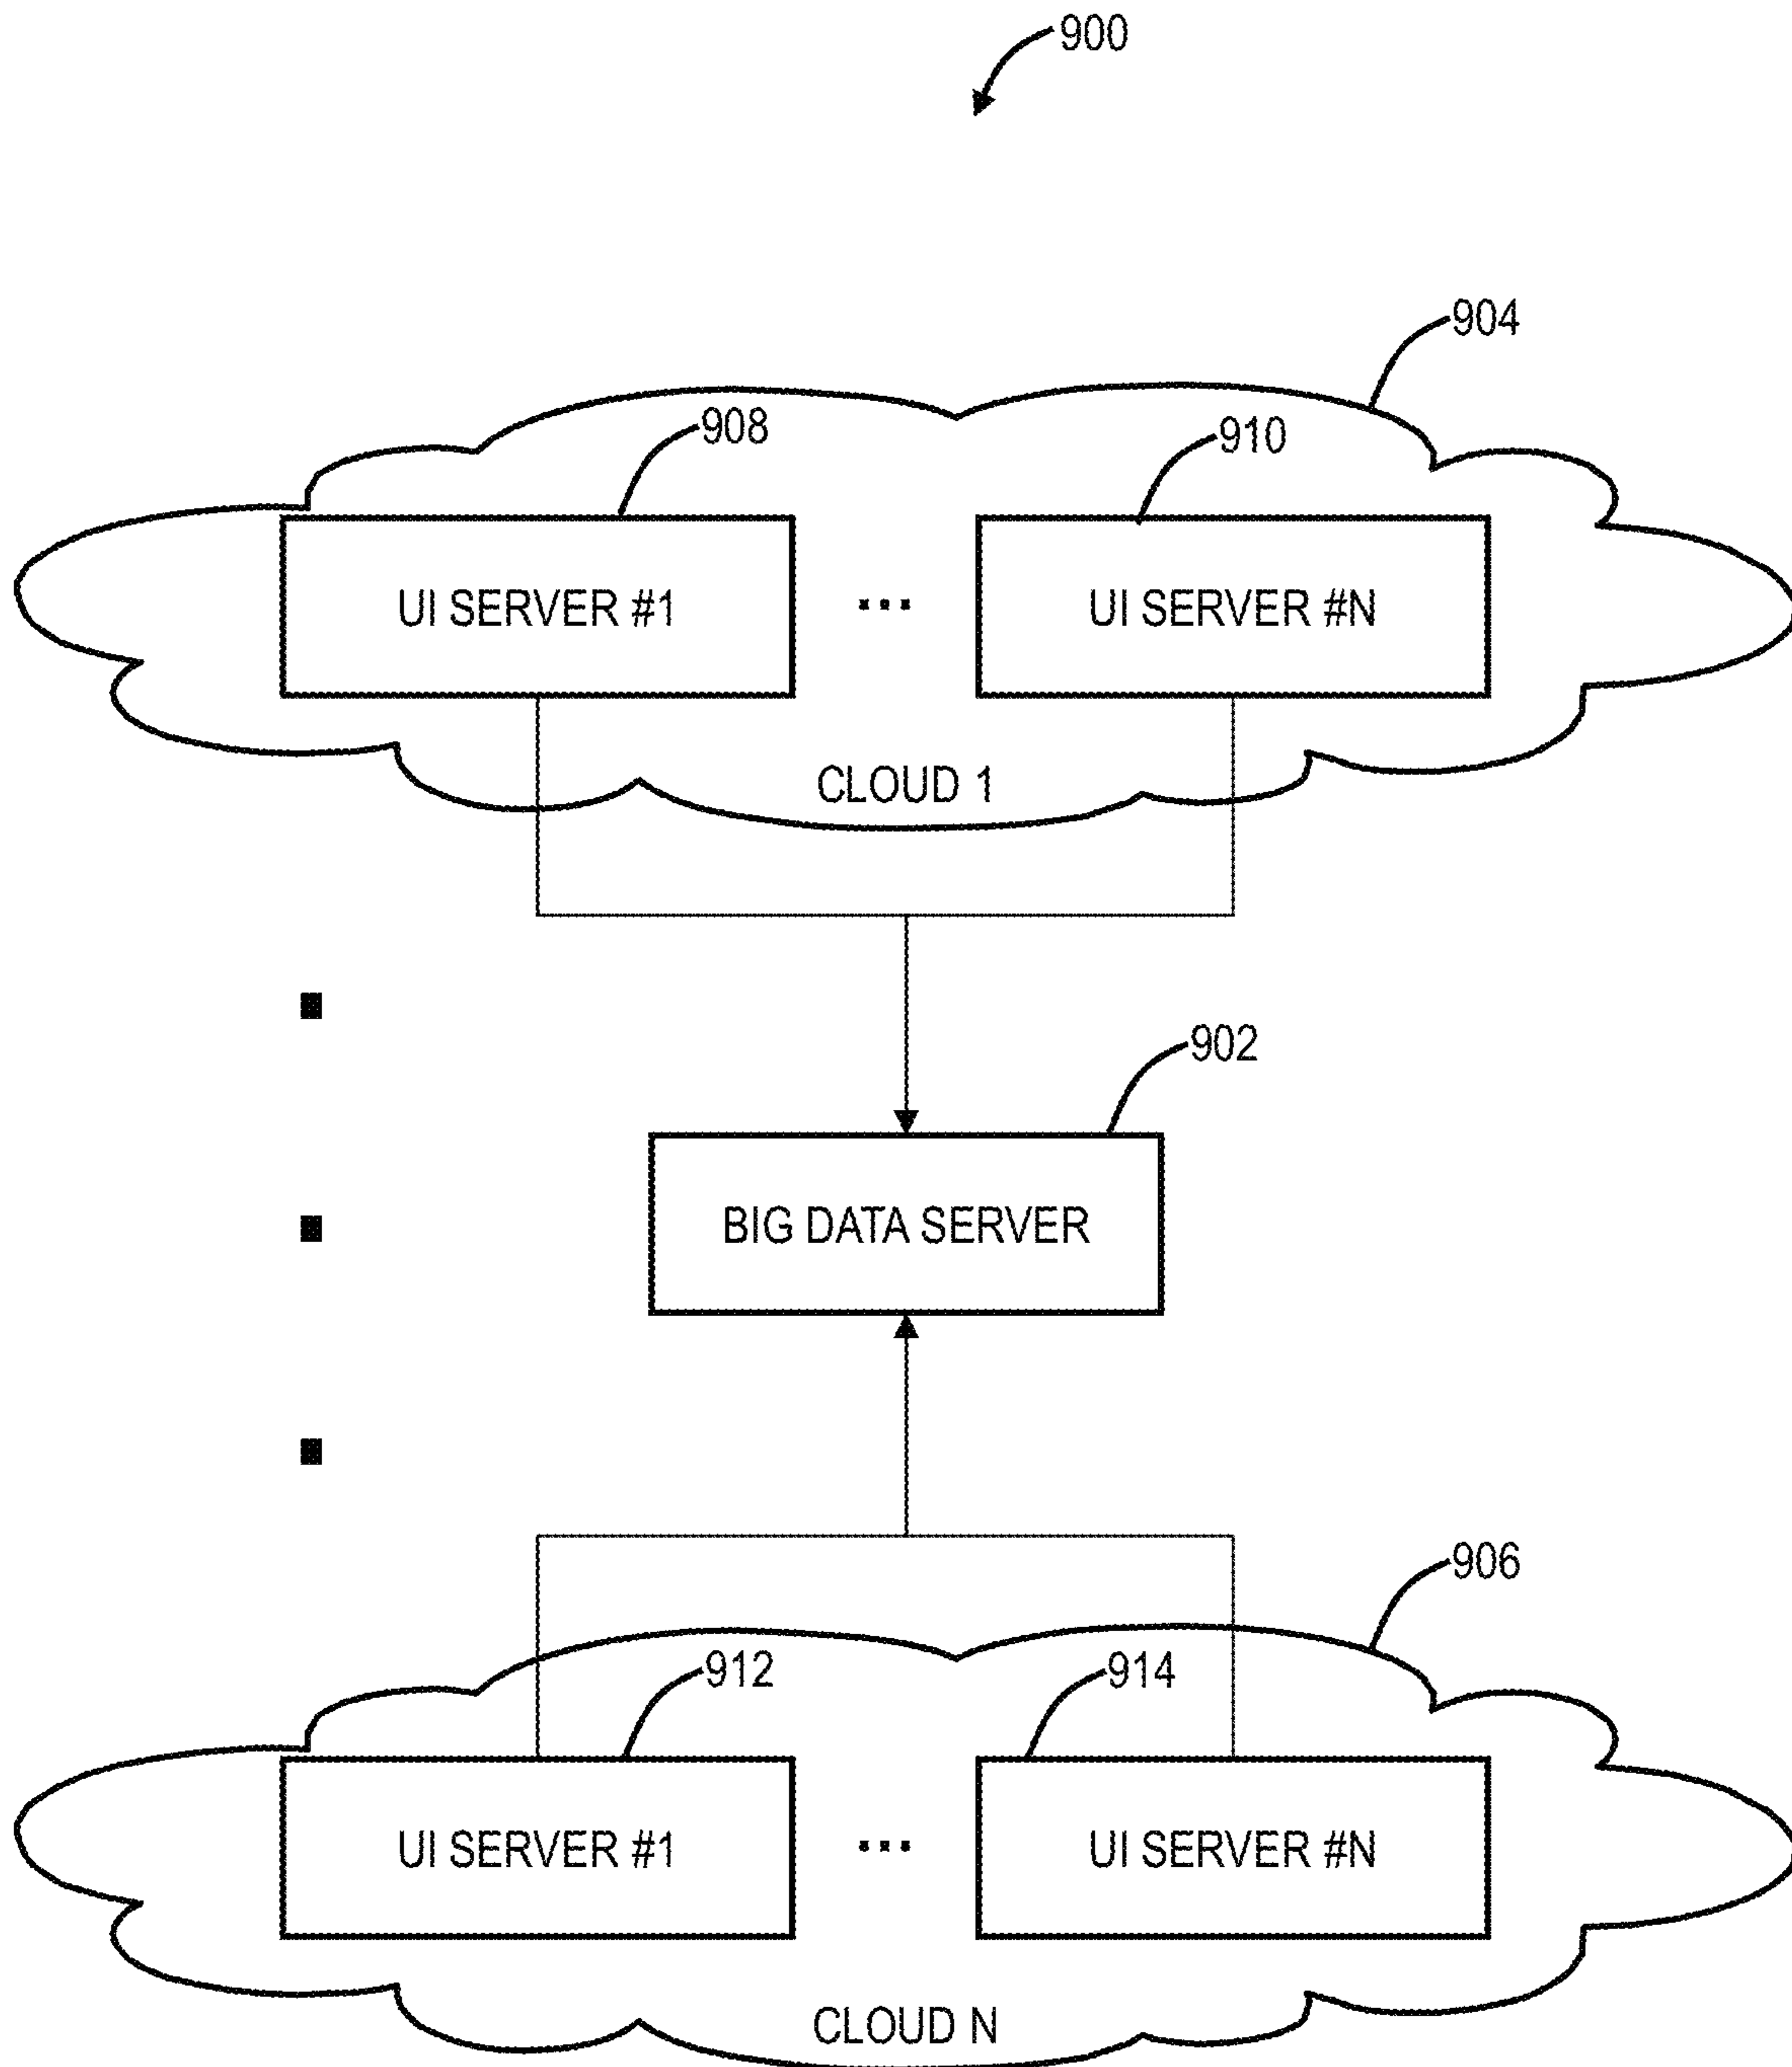 900
904
908
910
UI SERVER #1
...
UI SERVER #N
CLOUD 1
902
BIG DATA SERVER
906
912
914
UI SERVER #1
...
UI SERVER #N
CLOUD N